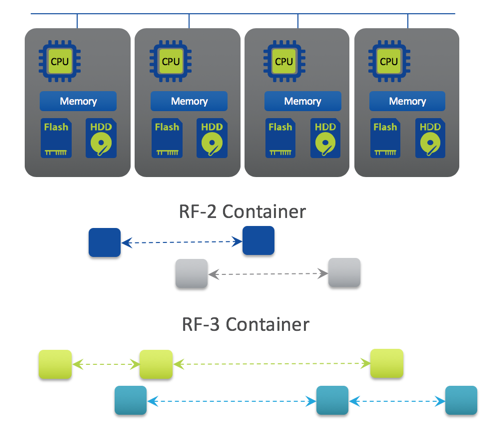 CPU CPU CPU CPU
Memory Memory Memory Memory
Flash HDD Flash HDD Flash HDD Flash HDD
RF-2 Container
RF-3 Container